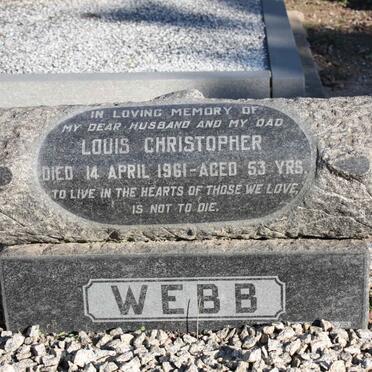 IN LOVING MEMORY OF
MY DEAR HUSBAND AND MY DAD
LOUIS CHRISTOPHER
DIED 14 APRIL 1961-AGED 53 YRS.
TO LIVE IN THE HEARTS OF THOSE WE LOVE,
IS NOT TO DIE.
WEBB